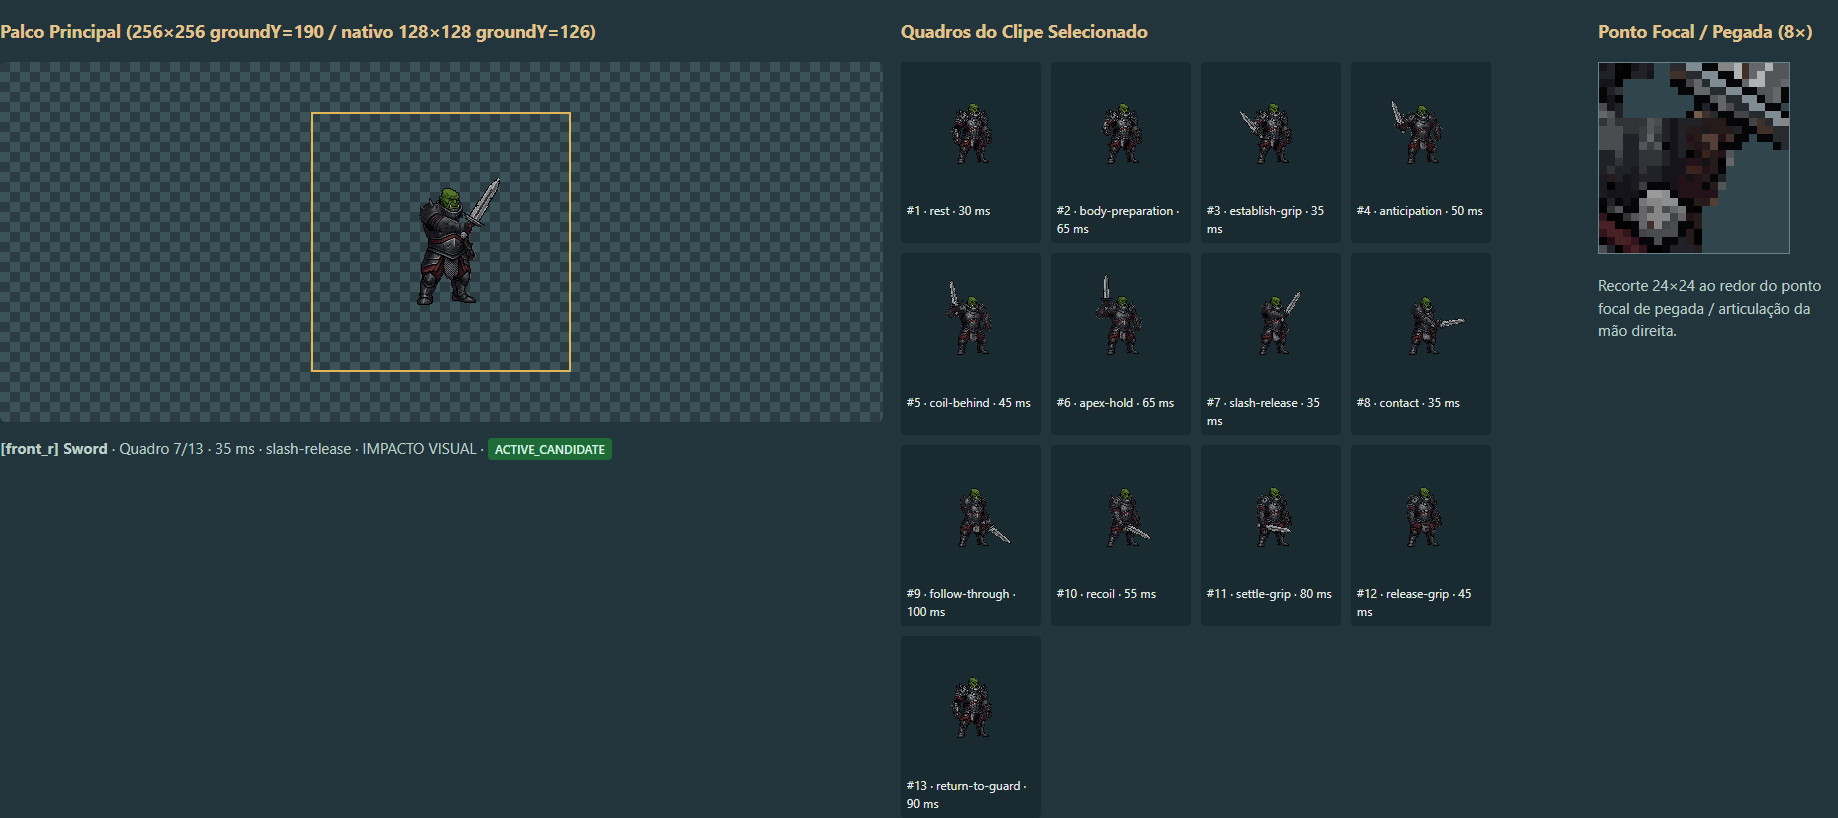 Palco Principal (256×256 groundY=190 / nativo 128×128 groundY=126)
[front_r] Sword · Quadro 7/13 · 35 ms · slash-release · IMPACTO VISUAL · ACTIVE_CANDIDATE
Quadros do Clipe Selecionado
#1 · rest · 30 ms
#2 · body-preparation ·
65 ms
#3 · establish-grip · 35
ms
#4 · anticipation · 50 ms
#5 · coil-behind · 45 ms
#6 · apex-hold · 65 ms
#7 · slash-release · 35
ms
#8 · contact · 35 ms
#9 · follow-through ·
100 ms
#10 · recoil · 55 ms
#11 · settle-grip · 80 ms
#12 · release-grip · 45
ms
#13 · return-to-guard ·
90 ms
Ponto Focal / Pegada (8×)
Recorte 24×24 ao redor do ponto
focal de pegada / articulação da
mão direita.